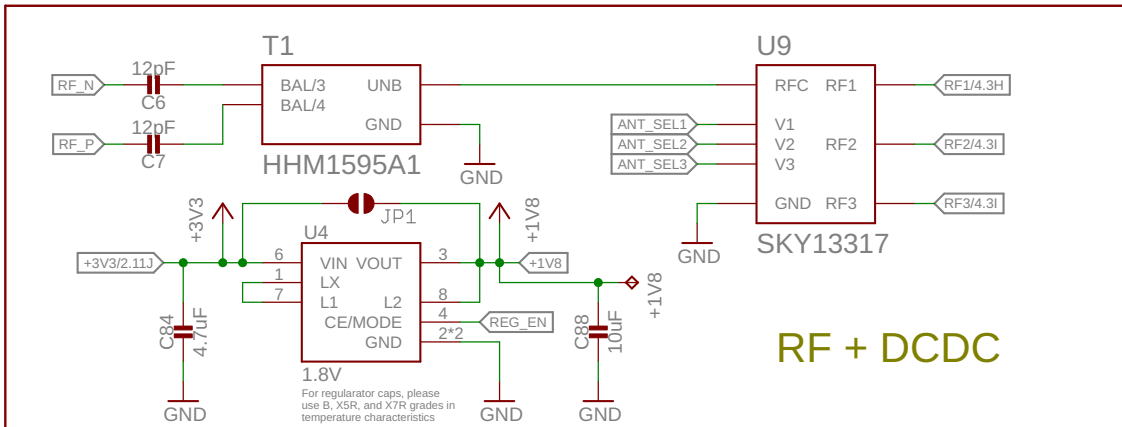 T1
U9
12pF
RF_N
C6
BAL/3
UNB
BAL/4
GND
12pF
RF_P
C7
HHM1595A1
GND
RFC
RF1
RF1/4.3H
ANT_SEL1
V1
ANT_SEL2
V2
RF2
RF2/4.3I
ANT_SEL3
V3
GND
RF3
RF3/4.3I
SKY13317
GND
+3V3
JP1
+1V8
U4
+3V3/2.11J
6
VIN
VOUT
3
+1V8
1
LX
7
L1
L2
8
CE/MODE
4
REG_EN
GND
2*2
+1V8
C84
4.7uF
C88
10uF
1.8V
For regularator caps, please
use B, X5R, and X7R grades in
temperature characteristics
GND
GND
GND
RF + DCDC